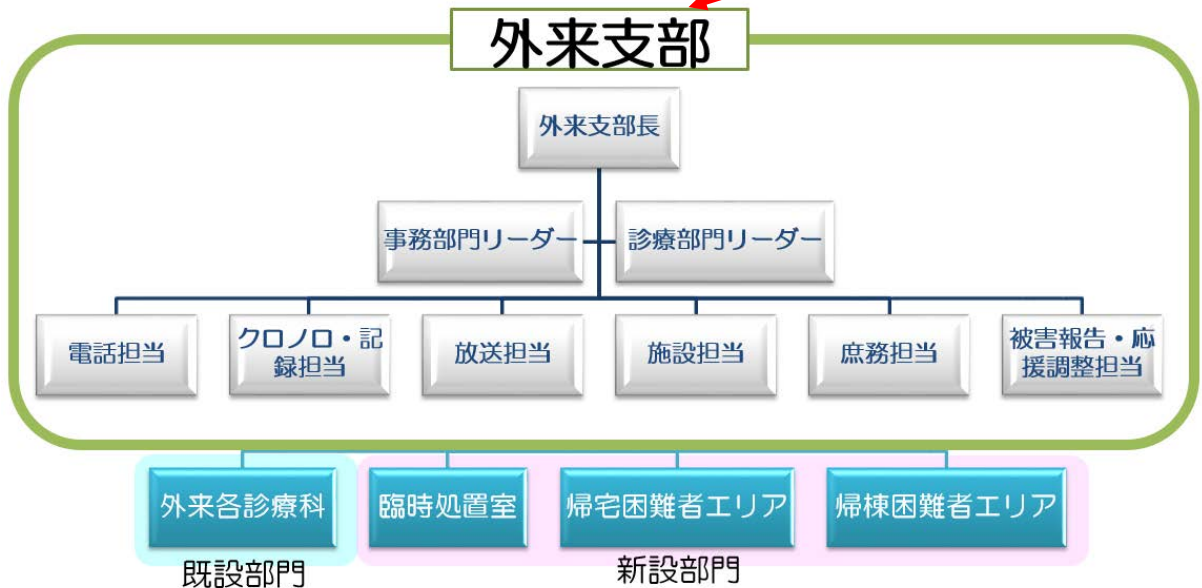 外来支部
外来支部長
事務部門リーダー
診療部門リーダー
電話担当
クロノロ・記
録担当
放送担当
施設担当
庶務担当
被害報告・応
援調整担当
外来各診療科
臨時処置室
帰宅困難者エリア
帰棟困難者エリア
既設部門
新設部門